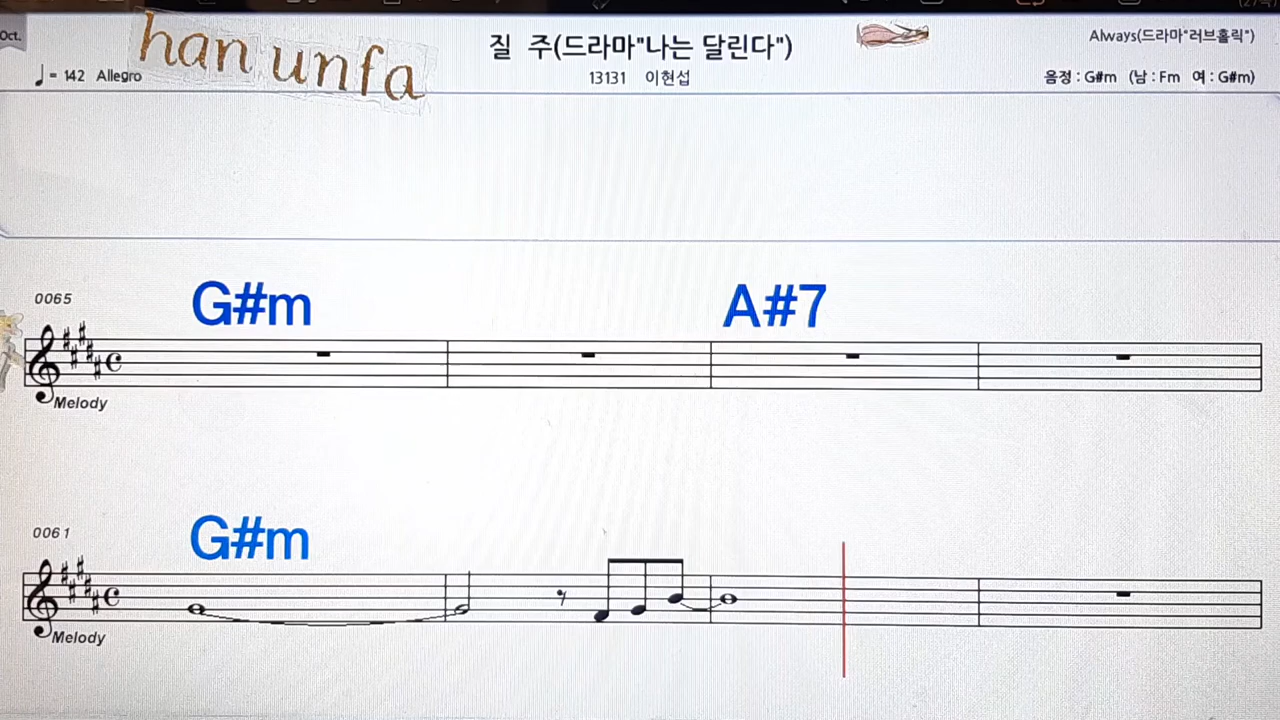 Oct.
han unfa
질 주(드라마"나는 달린다")
Always(드라마"러브홀릭")
♩= 142 Allegro
13131 이현섭
음정 : G#m (남 : Fm 여 : G#m)
0065
G#m
A#7
Melody
0061
G#m
Melody